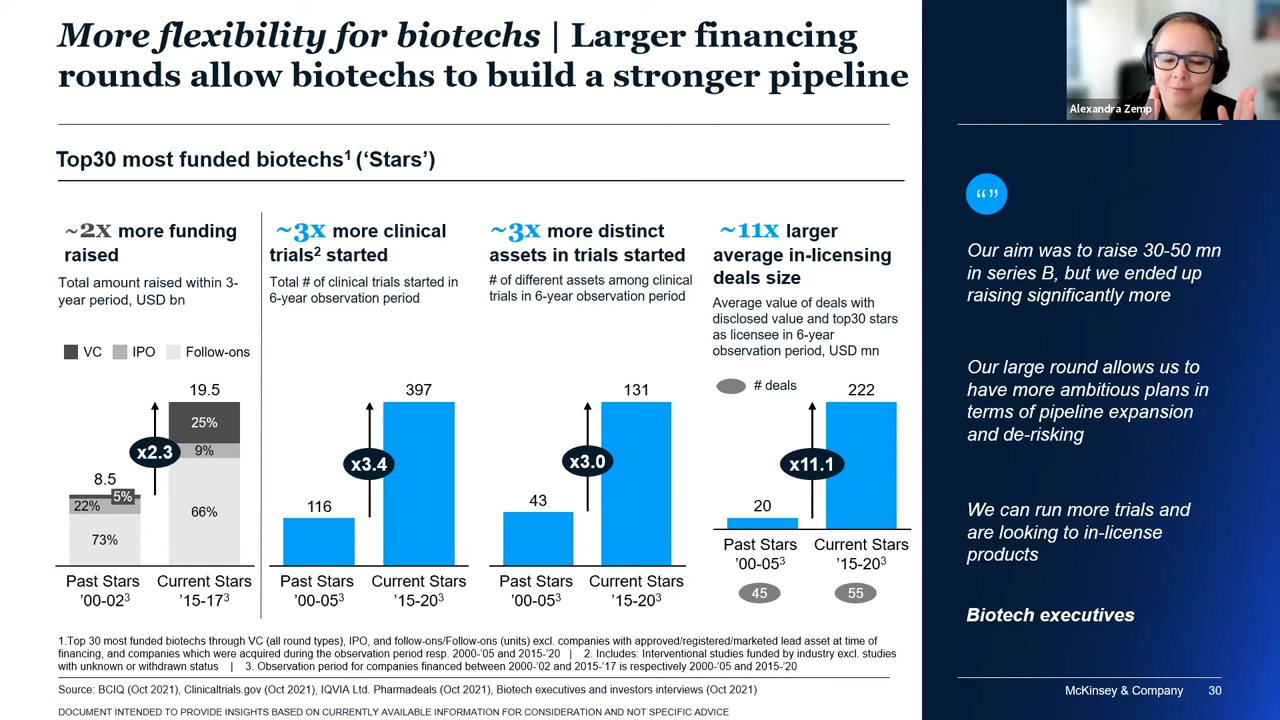 More flexibility for biotechs | Larger financing
rounds allow biotechs to build a stronger pipeline
Alexandra Zemp
Top30 most funded biotechs¹ (‘Stars’)
~2x more funding
raised
Total amount raised within 3-
year period, USD bn
VC IPO Follow-ons
19.5
25%
9%
66%
x2.3
8.5
5%
22%
73%
Past Stars
’00-02³
Current Stars
’15-17³
~3x more clinical
trials² started
Total # of clinical trials started in
6-year observation period
397
x3.4
116
Past Stars
’00-05³
Current Stars
’15-20³
~3x more distinct
assets in trials started
# of different assets among clinical
trials in 6-year observation period
131
x3.0
43
Past Stars
’00-05³
Current Stars
’15-20³
~11x larger
average in-licensing
deals size
Average value of deals with
disclosed value and top30 stars
as licensee in 6-year
observation period, USD mn
# deals
222
x11.1
20
Past Stars
’00-05³
Current Stars
’15-20³
45
55
“”
Our aim was to raise 30-50 mn
in series B, but we ended up
raising significantly more
Our large round allows us to
have more ambitious plans in
terms of pipeline expansion
and de-risking
We can run more trials and
are looking to in-license
products
Biotech executives
1.Top 30 most funded biotechs through VC (all round types), IPO, and follow-ons/Follow-ons (units) excl. companies with approved/registered/marketed lead asset at time of
financing, and companies which were acquired during the observation period resp. 2000-’05 and 2015-’20 | 2. Includes: Interventional studies funded by industry excl. studies
with unknown or withdrawn status | 3. Observation period for companies financed between 2000-’02 and 2015-’17 is respectively 2000-’05 and 2015-’20
Source: BCIQ (Oct 2021), Clinicaltrials.gov (Oct 2021), IQVIA Ltd. Pharmadeals (Oct 2021), Biotech executives and investors interviews (Oct 2021)
DOCUMENT INTENDED TO PROVIDE INSIGHTS BASED ON CURRENTLY AVAILABLE INFORMATION FOR CONSIDERATION AND NOT SPECIFIC ADVICE
McKinsey & Company 30